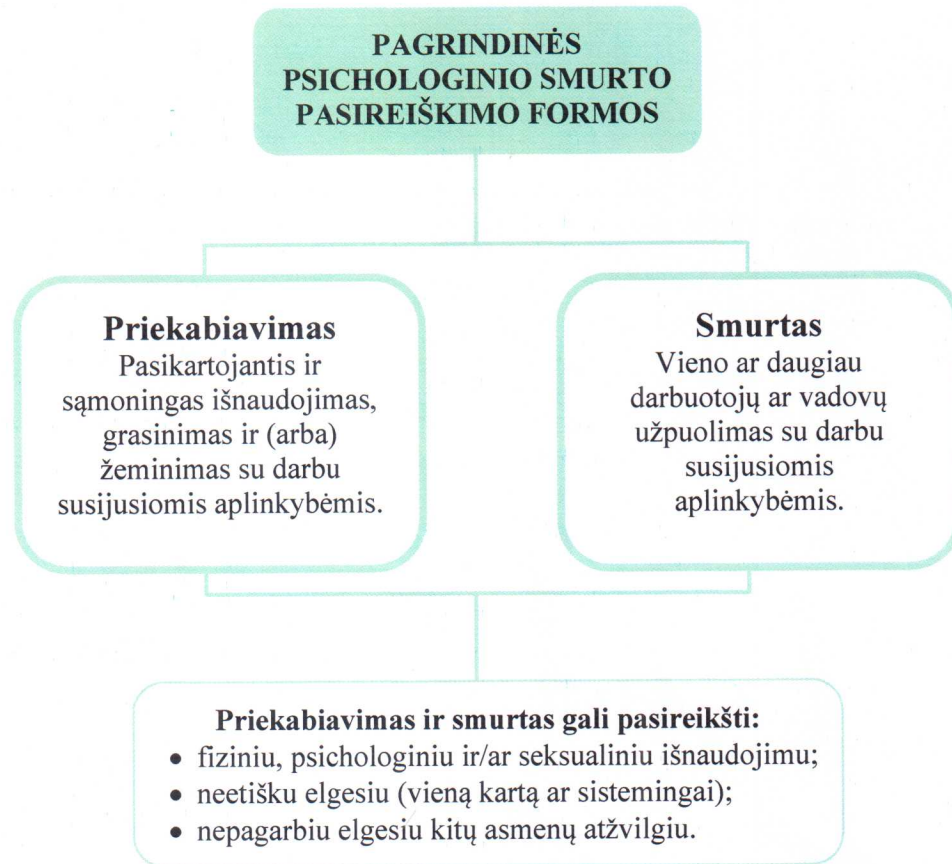 PAGRINDINĖS
PSICHOLOGINIO SMURTO
PASIREIŠKIMO FORMOS
Priekabiavimas
Pasikartojantis ir
sąmoningas išnaudojimas,
grasinimas ir (arba)
žeminimas su darbu
susijusiomis aplinkybėmis.
Smurtas
Vieno ar daugiau
darbuotojų ar vadovų
užpuolimas su darbu
susijusiomis
aplinkybėmis.
Priekabiavimas ir smurtas gali pasireikšti:
• fiziniu, psichologiniu ir/ar seksualiniu išnaudojimu;
• neetišku elgesiu (vieną kartą ar sistemingai);
• nepagarbiu elgesiu kitų asmenų atžvilgiu.